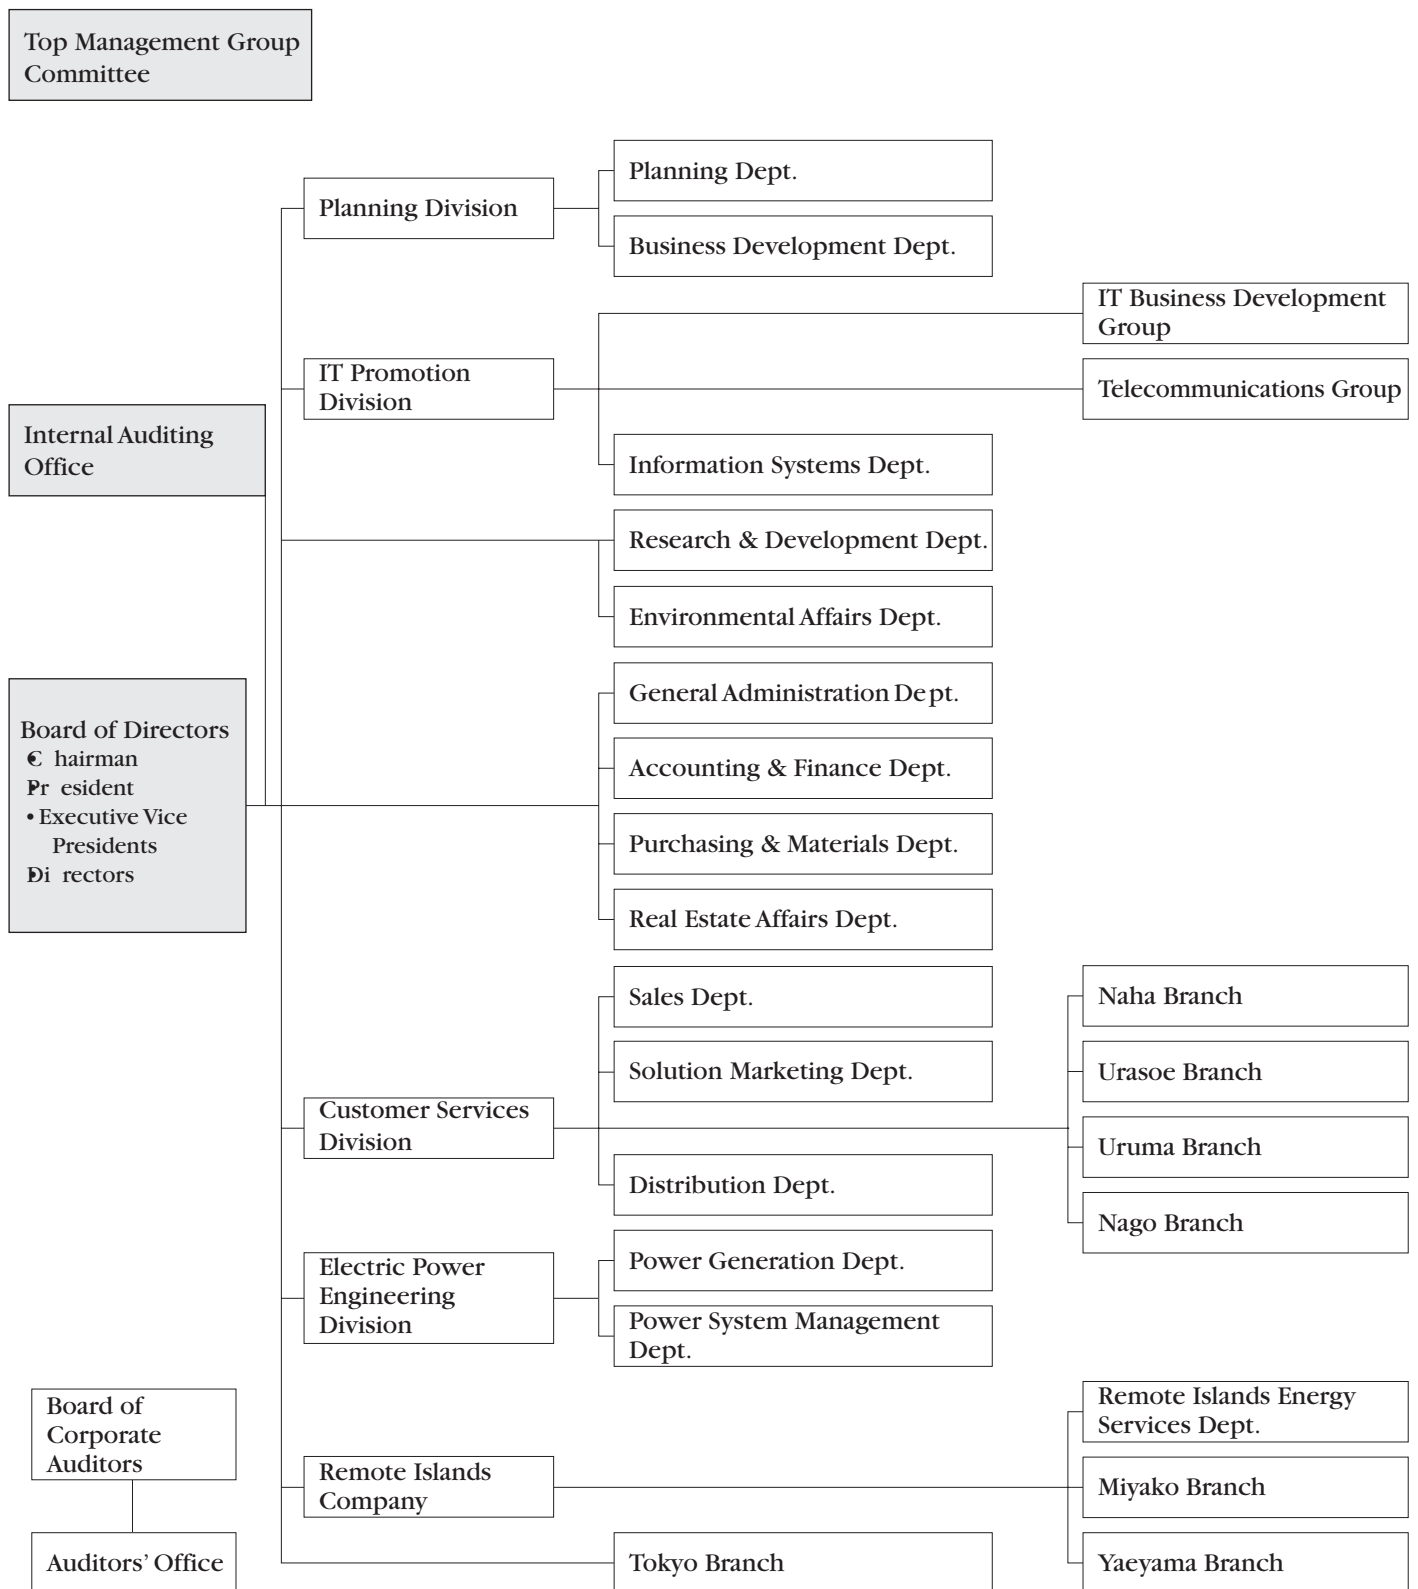 Top Management Group
Committee
Planning Division
Planning Dept.
Business Development Dept.
IT Promotion
Division
IT Business Development
Group
Telecommunications Group
Information Systems Dept.
Internal Auditing
Office
Research & Development Dept.
Environmental Affairs Dept.
Board of Directors
• Chairman
• President
• Executive Vice
Presidents
• Directors
General Administration Dept.
Accounting & Finance Dept.
Purchasing & Materials Dept.
Real Estate Affairs Dept.
Customer Services
Division
Sales Dept.
Solution Marketing Dept.
Distribution Dept.
Naha Branch
Urasoe Branch
Uruma Branch
Nago Branch
Electric Power
Engineering
Division
Power Generation Dept.
Power System Management
Dept.
Board of
Corporate
Auditors
Auditors' Office
Remote Islands
Company
Remote Islands Energy
Services Dept.
Miyako Branch
Yaeyama Branch
Tokyo Branch